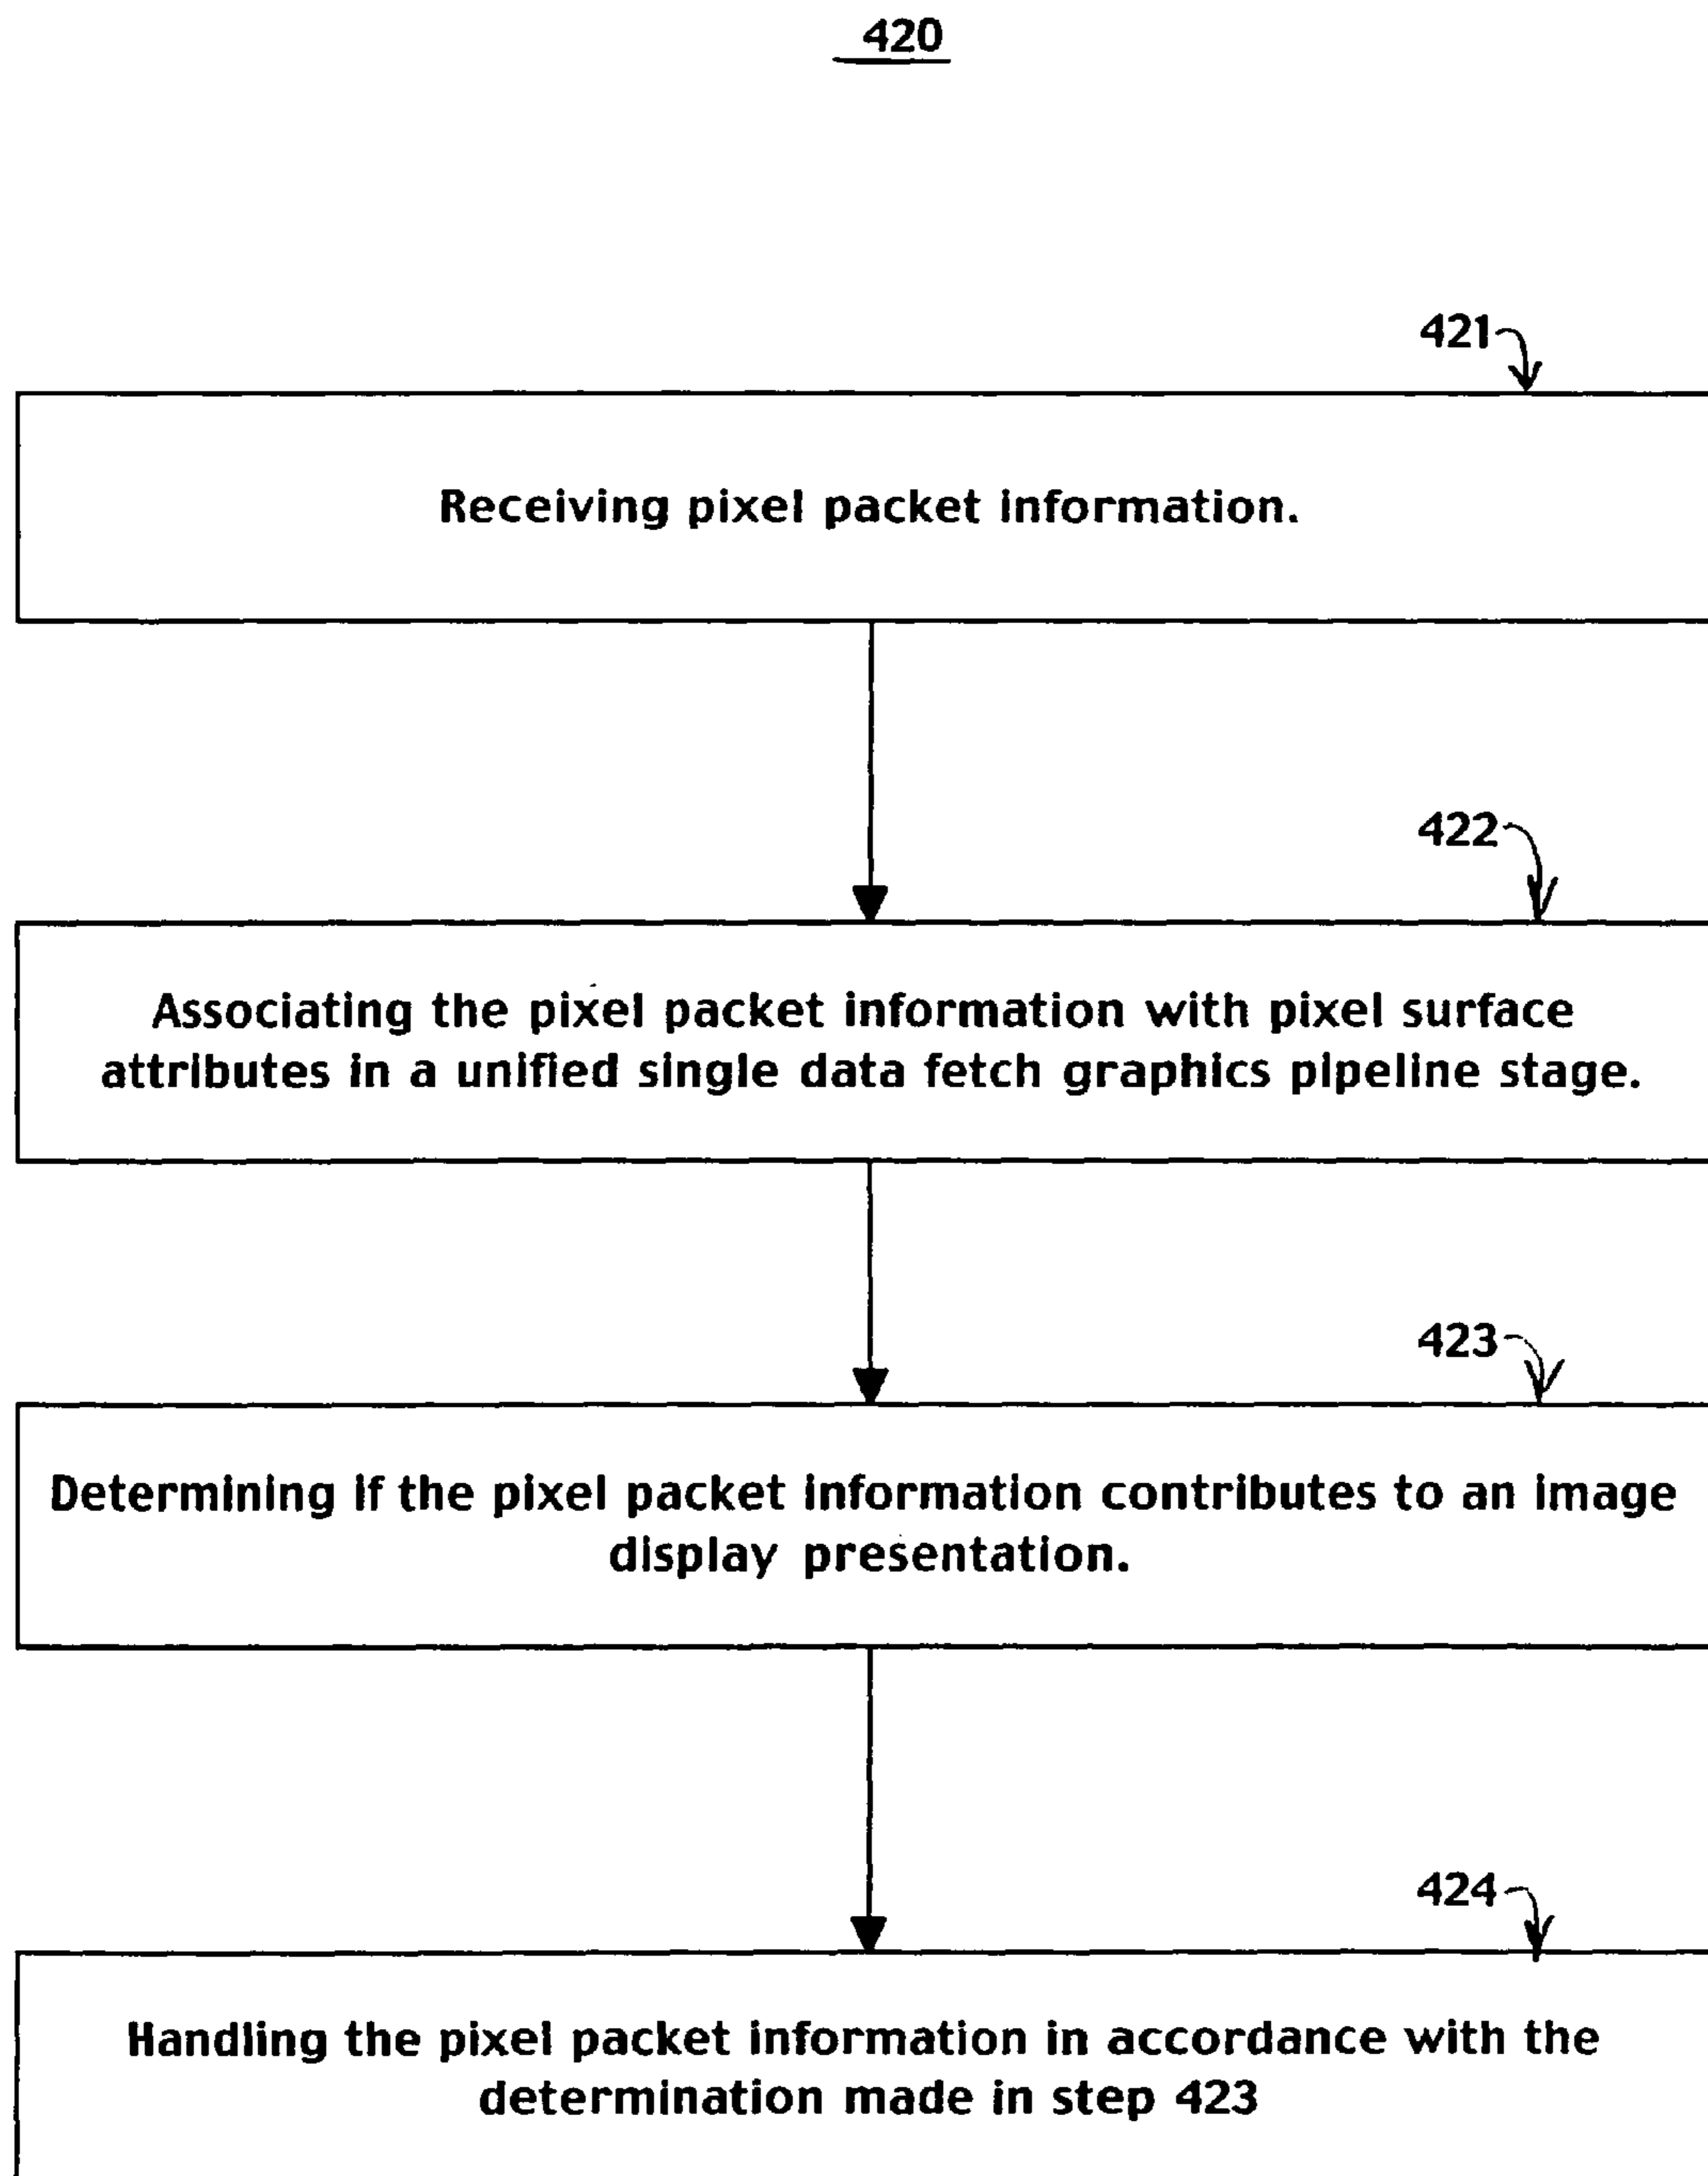 420
421
Receiving pixel packet information.
422
Associating the pixel packet information with pixel surface
attributes in a unified single data fetch graphics pipeline stage.
423
Determining if the pixel packet information contributes to an image
display presentation.
424
Handling the pixel packet information in accordance with the
determination made in step 423